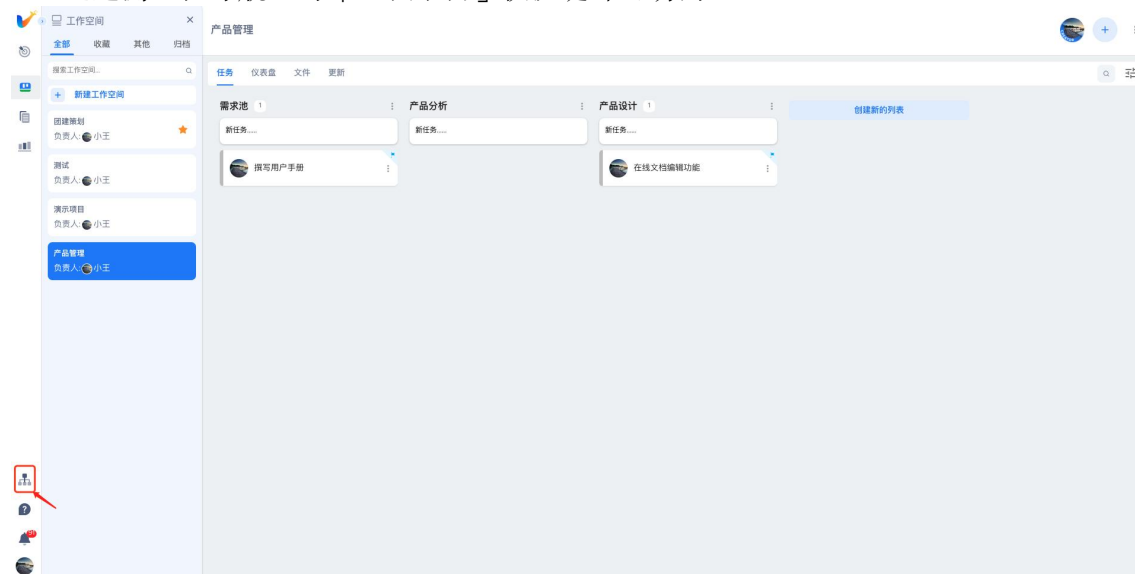 工作空间
全部 收藏 其他 归档
搜索工作空间...
+ 新建工作空间
团建策划
负责人: 小王
测试
负责人: 小王
演示项目
负责人: 小王
产品管理
负责人: 小王
产品管理
任务 仪表盘 文件 更新
需求池 1
新任务......
撰写用户手册
产品分析
新任务......
产品设计 1
新任务......
在线文档编辑功能
创建新的列表